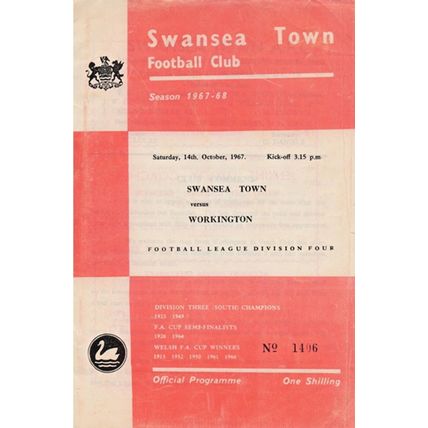 Swansea Town
Football Club
Season 1967-68
Saturday, 14th. October, 1967. Kick-off 3.15 p.m
SWANSEA TOWN
versus
WORKINGTON
FOOTBALL LEAGUE DIVISION FOUR
DIVISION THREE (SOUTH) CHAMPIONS
1925 1949
F.A. CUP SEMI-FINALISTS
1926 1964
WELSH F.A. CUP WINNERS
1913 1932 1950 1961 1966
Nº 1406
Official Programme One Shilling